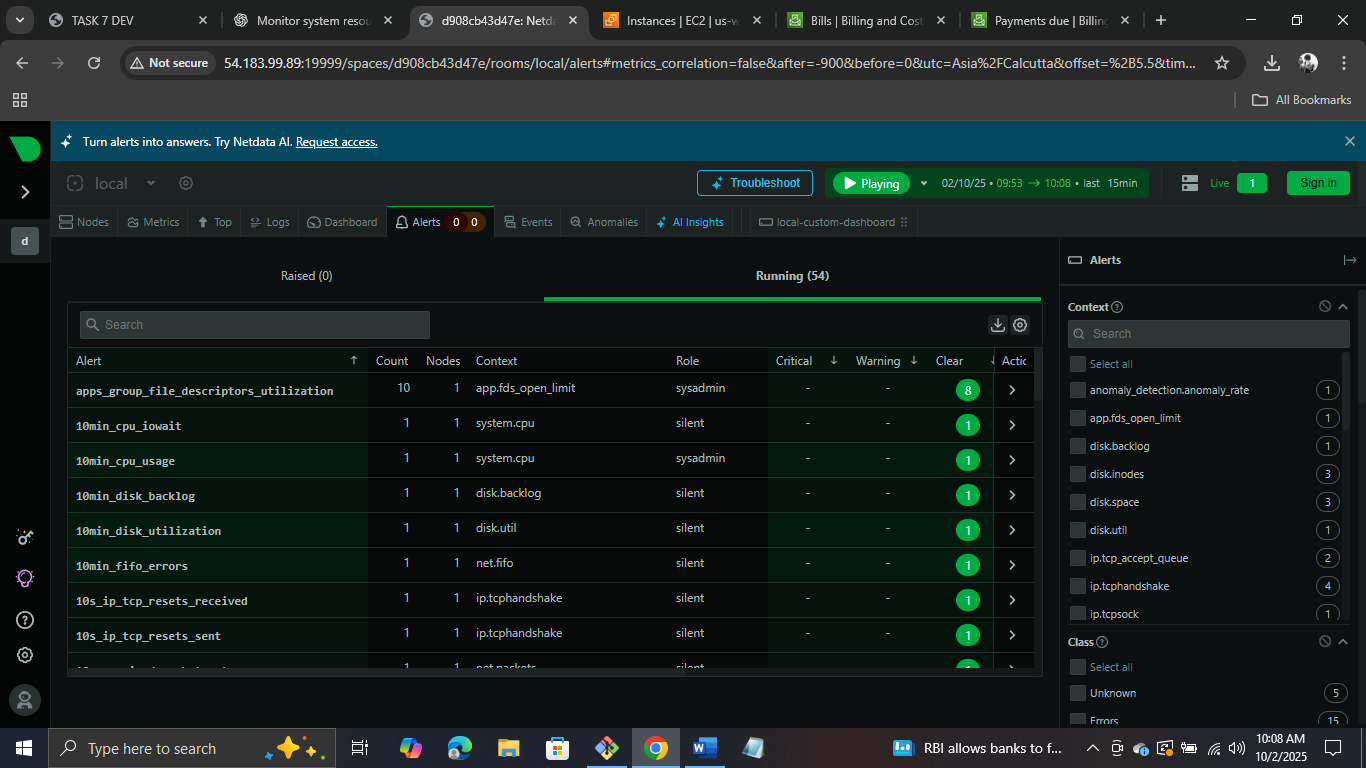 TASK 7 DEV
Monitor system resou
d908cb43d47e: Netda
Instances | EC2 | us-w
Bills | Billing and Cost
Payments due | Billing
Not secure
54.183.99.89:19999/spaces/d908cb43d47e/rooms/local/alerts#metrics_correlation=false&after=-900&before=0&utc=Asia%2FCalcutta&offset=%2B5.5&tim...
All Bookmarks
Turn alerts into answers. Try Netdata AI. Request access.
local
Troubleshoot
Playing
02/10/25 • 09:53 → 10:08 • last 15min
Live
1
Sign in
Nodes
Metrics
Top
Logs
Dashboard
Alerts 0 0
Events
Anomalies
AI Insights
local-custom-dashboard
d
Raised (0)
Running (54)
Search
Alert Count Nodes Context Role Critical Warning Clear Actic
apps_group_file_descriptors_utilization 10 1 app.fds_open_limit sysadmin - - 8
10min_cpu_iowait 1 1 system.cpu silent - - 1
10min_cpu_usage 1 1 system.cpu sysadmin - - 1
10min_disk_backlog 1 1 disk.backlog silent - - 1
10min_disk_utilization 1 1 disk.util silent - - 1
10min_fifo_errors 1 1 net.fifo silent - - 1
10s_ip_tcp_resets_received 1 1 ip.tcphandshake silent - - 1
10s_ip_tcp_resets_sent 1 1 ip.tcphandshake silent - - 1
1 1 net.packets silent
Alerts
Context
Search
Select all
anomaly_detection.anomaly_rate 1
app.fds_open_limit 1
disk.backlog 1
disk.inodes 3
disk.space 3
disk.util 1
ip.tcp_accept_queue 2
ip.tcphandshake 4
ip.tcpsock 1
Class
Select all
Unknown 5
Errors 15
Type here to search
RBI allows banks to f...
10:08 AM
10/2/2025